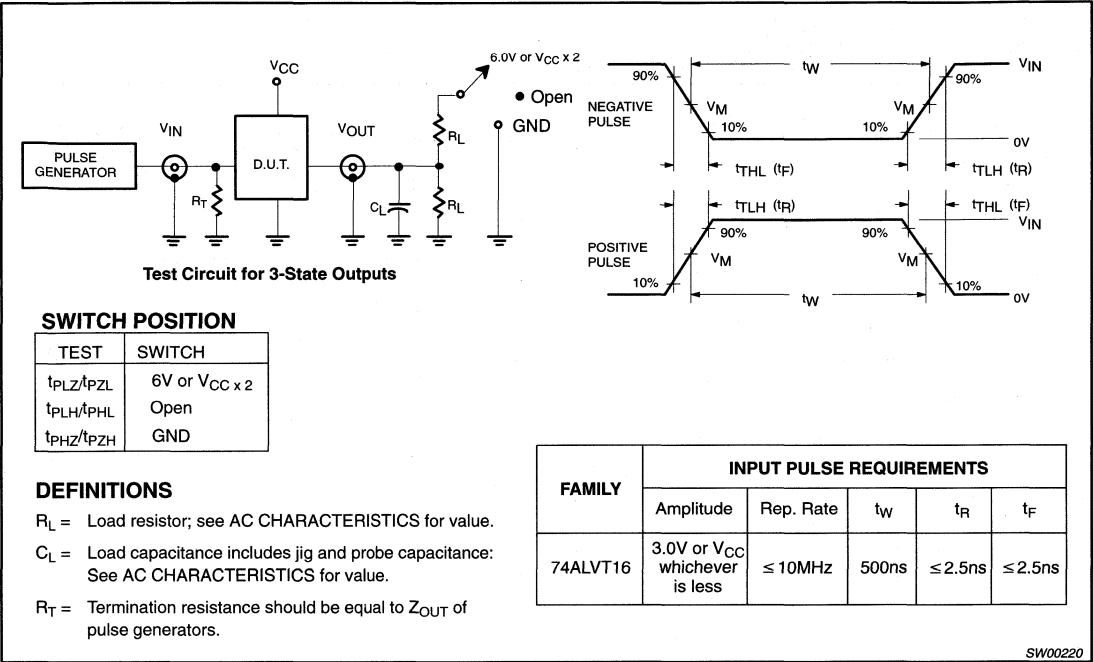 6.0V or VCC x 2
VCC
Open
GND
VIN
VOUT
RL
PULSE
GENERATOR
D.U.T.
RT
CL
RL
Test Circuit for 3-State Outputs
tW
VIN
90%
90%
NEGATIVE
PULSE
VM
VM
10%
10%
0V
tTHL (tF)
tTLH (tR)
tTLH (tR)
tTHL (tF)
VIN
90%
90%
POSITIVE
PULSE
VM
VM
10%
10%
tW
0V
SWITCH POSITION
TEST SWITCH
tPLZ/tPZL 6V or VCC x 2
tPLH/tPHL Open
tPHZ/tPZH GND
DEFINITIONS
RL = Load resistor; see AC CHARACTERISTICS for value.
CL = Load capacitance includes jig and probe capacitance:
See AC CHARACTERISTICS for value.
RT = Termination resistance should be equal to ZOUT of
pulse generators.
FAMILY
INPUT PULSE REQUIREMENTS
Amplitude Rep. Rate tW tR tF
74ALVT16
3.0V or VCC
whichever
is less
≤ 10MHz 500ns ≤ 2.5ns ≤ 2.5ns
SW00220